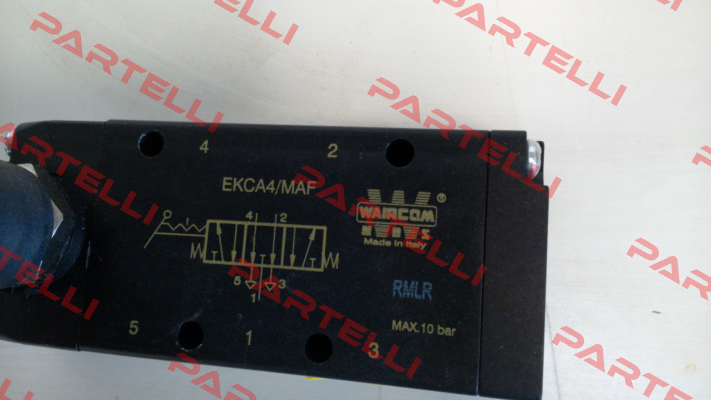 PARTELLI
PARTELLI
PARTELLI
PARTELLI
PARTELLI
PARTELLI
PARTELLI
PARTELLI
PARTELLI
4 2
EKCA4/MAF
WAIRCOM ®
M B S
Made in Italy
4 2
5 3
1
RMLR
MAX.10 bar
5 1 3